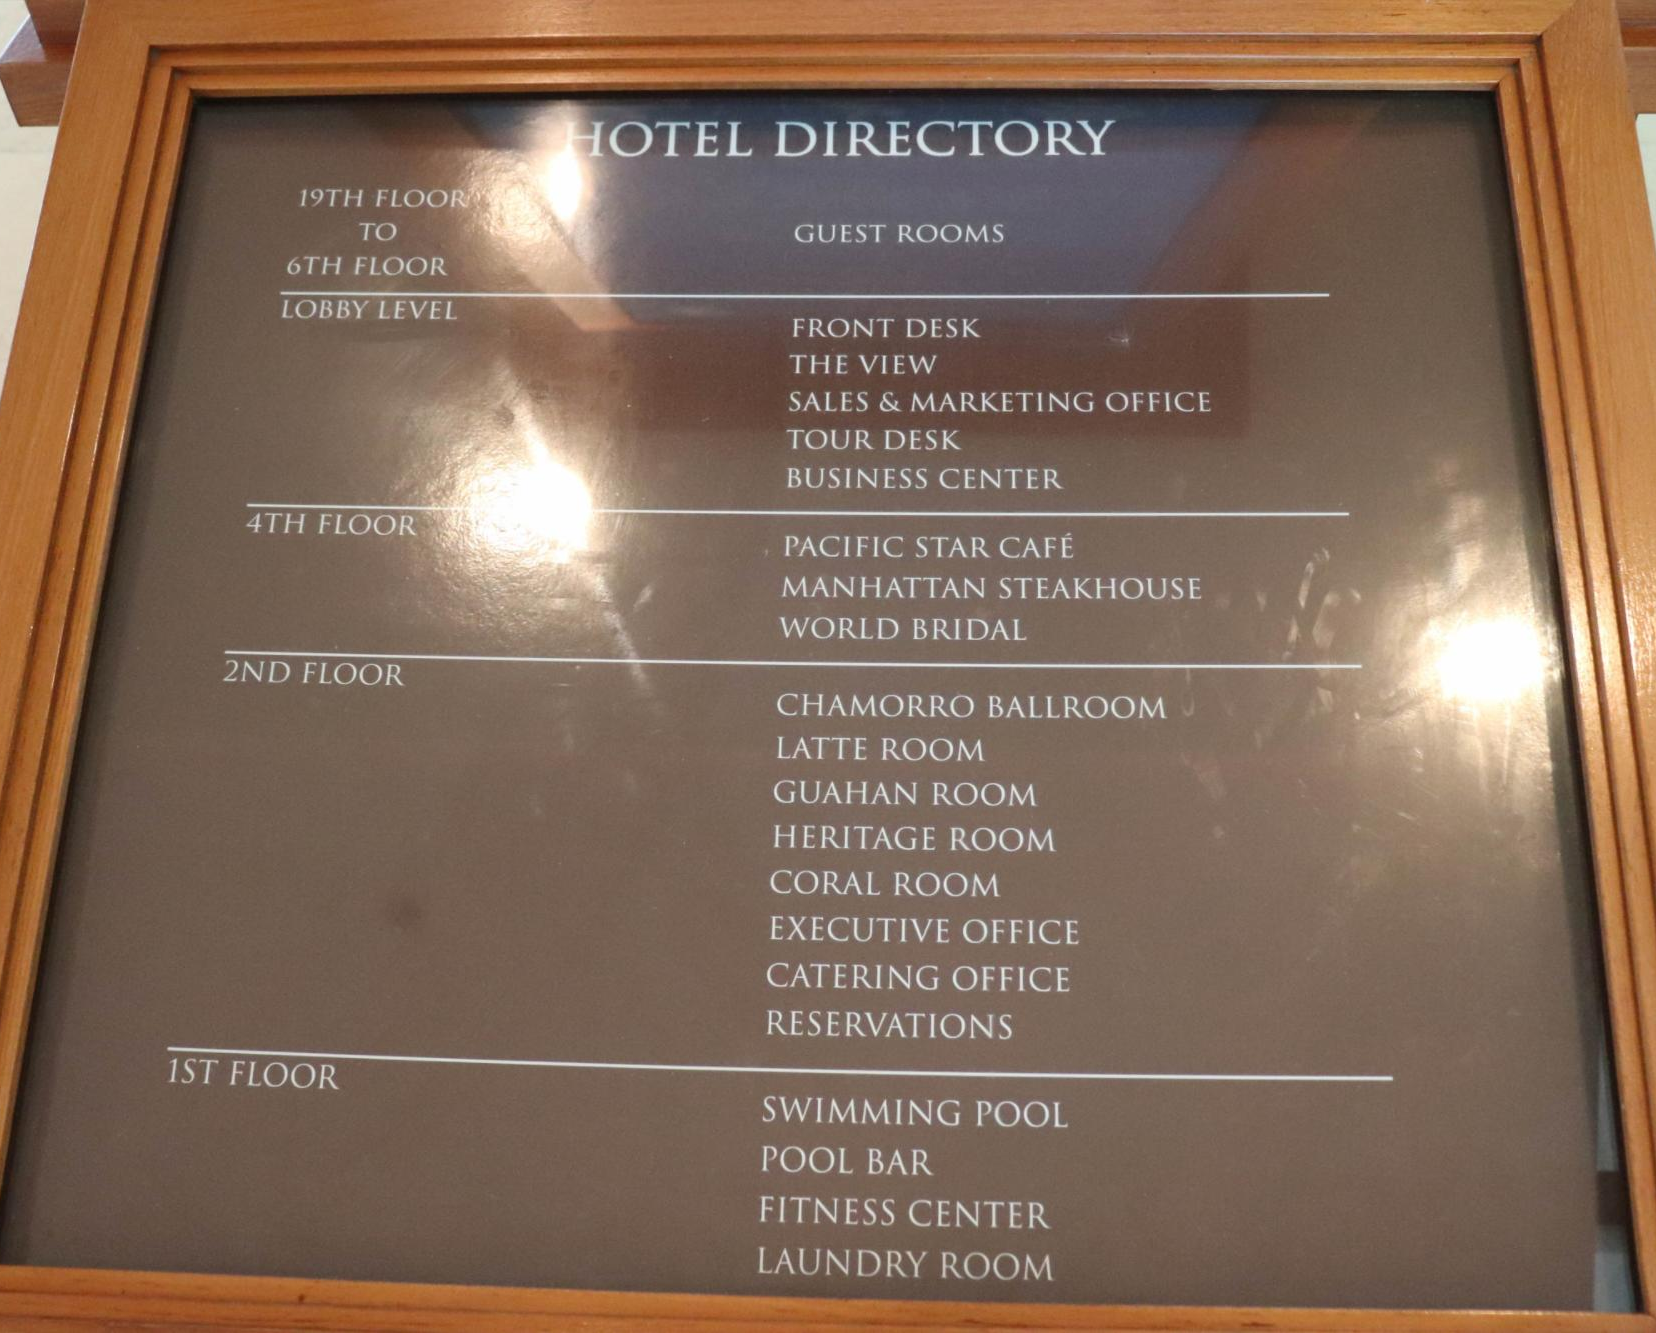 HOTEL DIRECTORY
19TH FLOOR
TO
6TH FLOOR
GUEST ROOMS
LOBBY LEVEL
FRONT DESK
THE VIEW
SALES & MARKETING OFFICE
TOUR DESK
BUSINESS CENTER
4TH FLOOR
PACIFIC STAR CAFÉ
MANHATTAN STEAKHOUSE
WORLD BRIDAL
2ND FLOOR
CHAMORRO BALLROOM
LATTE ROOM
GUAHAN ROOM
HERITAGE ROOM
CORAL ROOM
EXECUTIVE OFFICE
CATERING OFFICE
RESERVATIONS
1ST FLOOR
SWIMMING POOL
POOL BAR
FITNESS CENTER
LAUNDRY ROOM